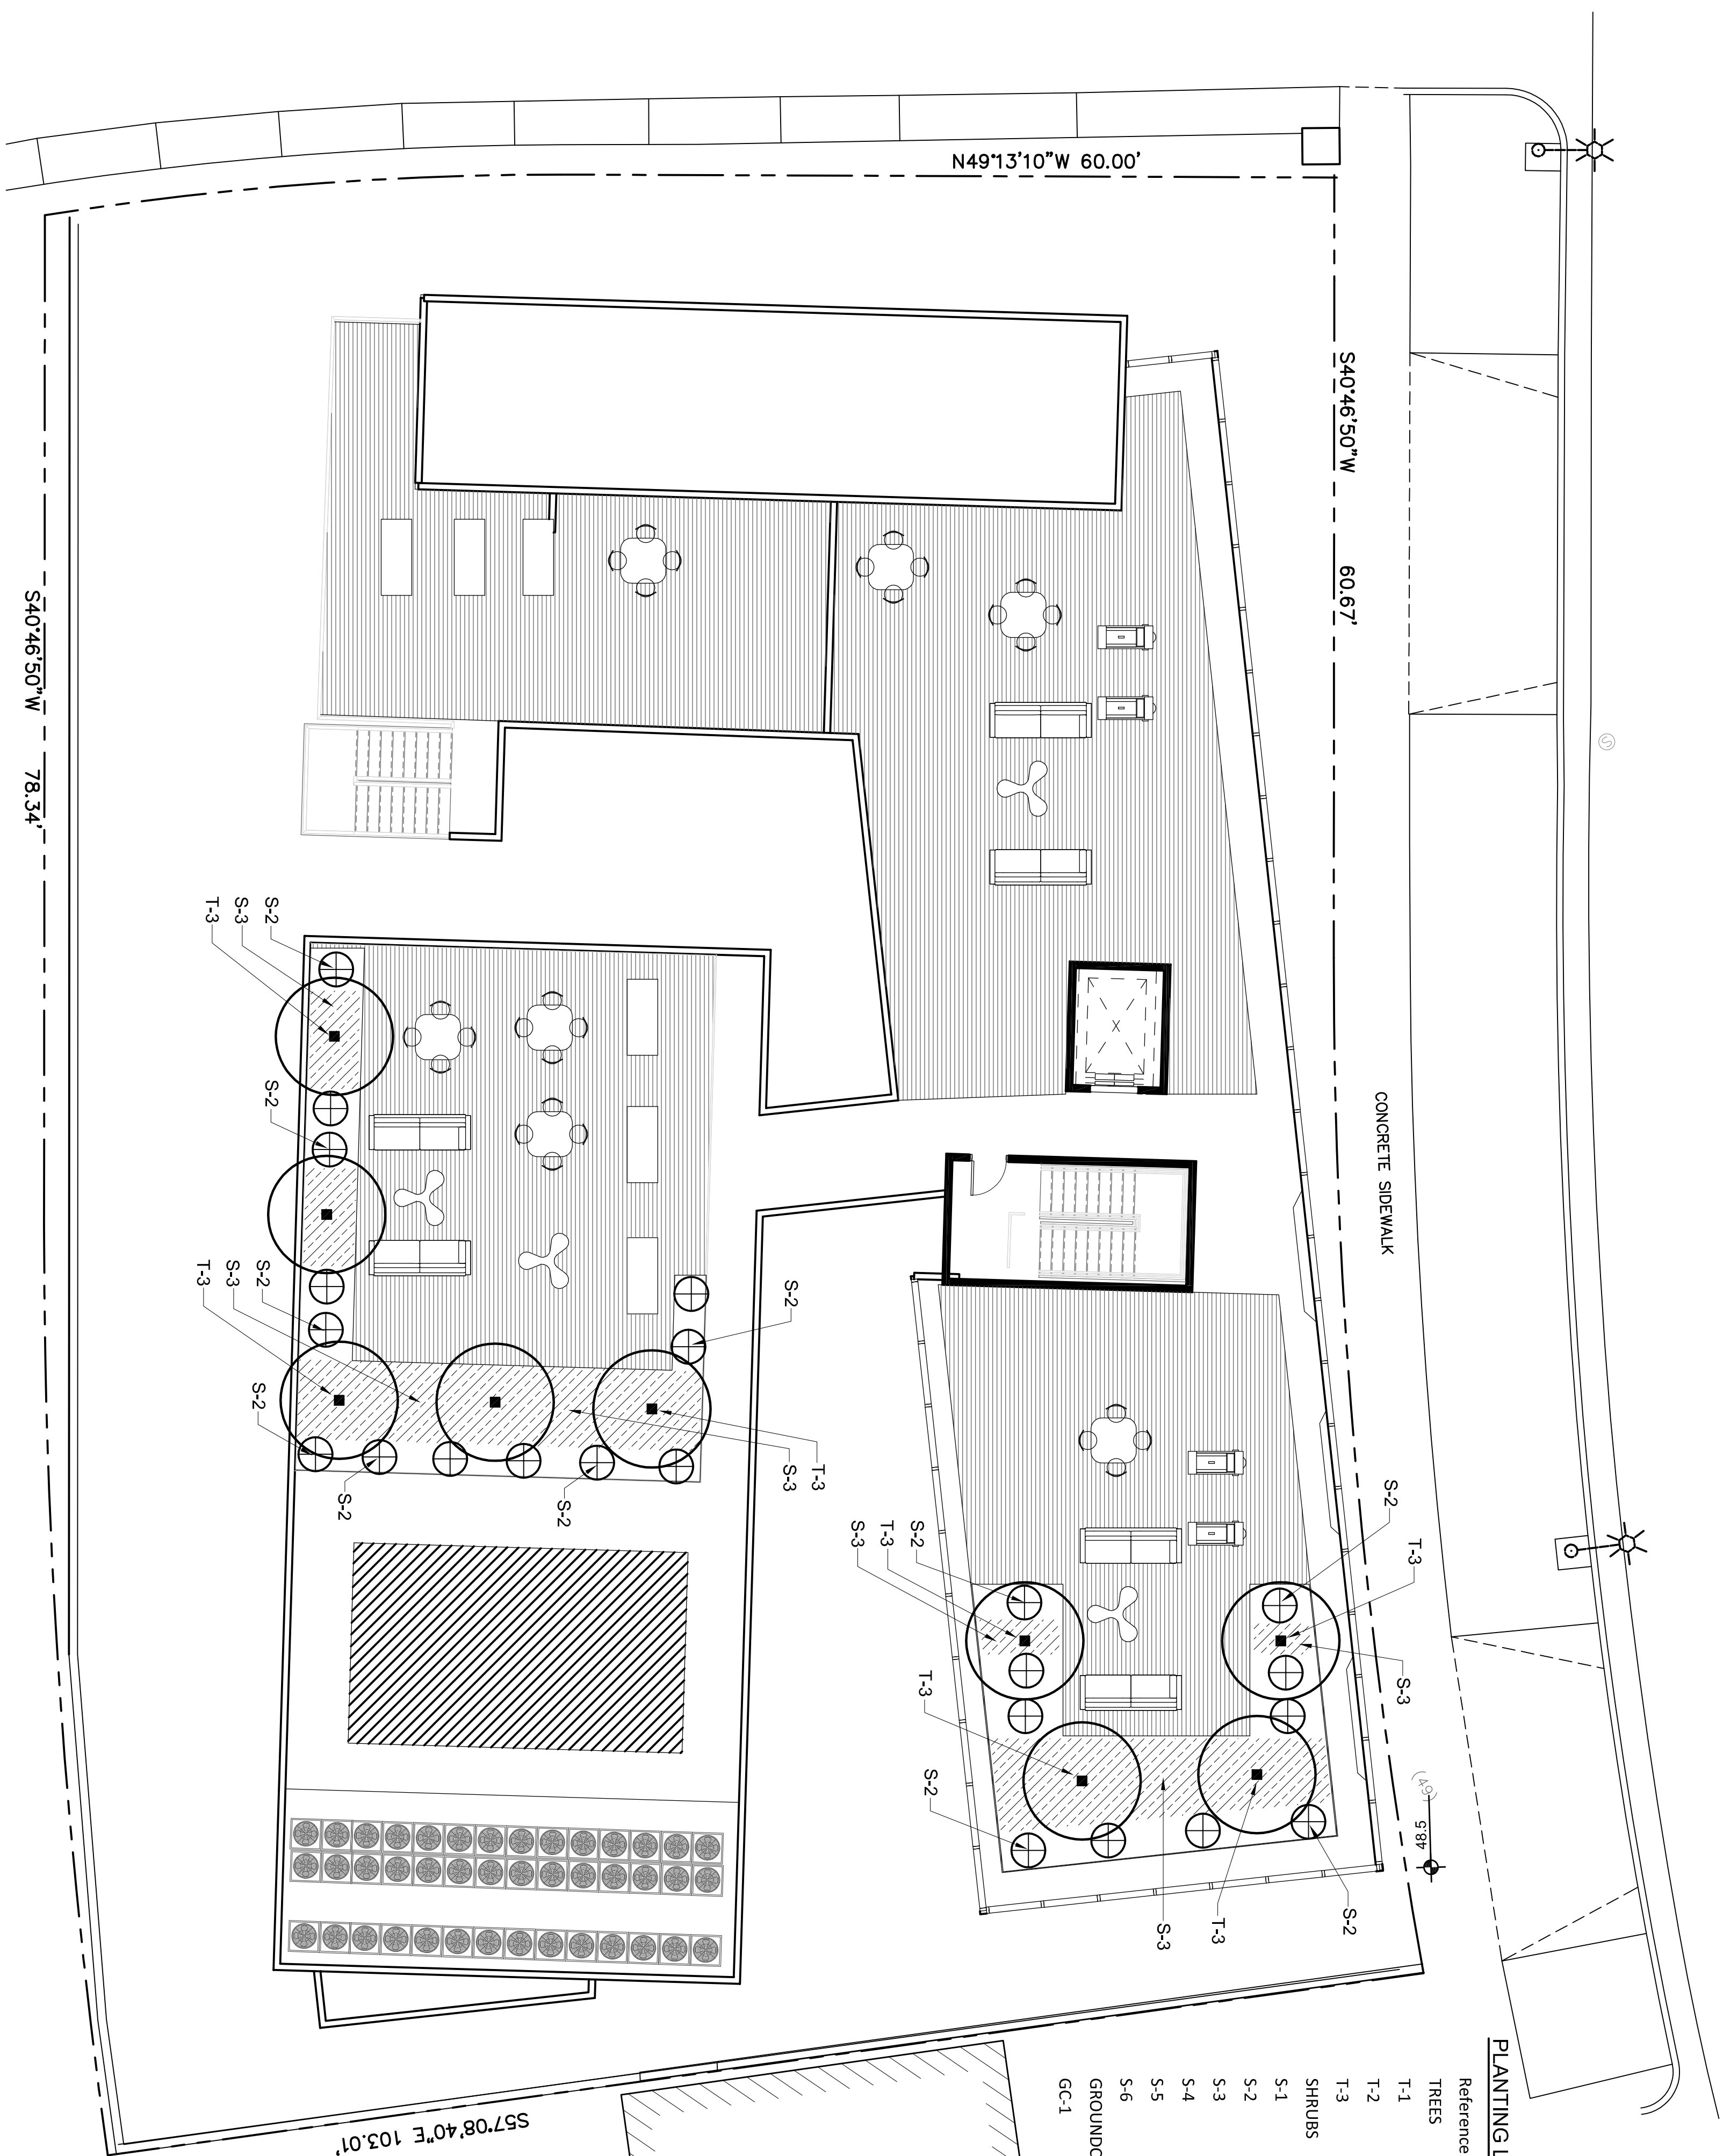 N49°13'10"W 60.00'
S40°46'50"W 60.67'
S
S40°46'50"W 78.34'
CONCRETE SIDEWALK
S-2
S-3
T-3
S-2
S-2
S-3
T-3
S-2
S-2
S-2
S-2
T-3
S-3
S-2
T-3
S-3
S-2
T-3
S-3
T-3
S-2
S-3
T-3
S-2
(49)
48.5
S57°08'40"E 103.01'
PLANTING L
Reference
TREES
T-1
T-2
T-3
SHRUBS
S-1
S-2
S-3
S-4
S-5
S-6
GROUNDC
GC-1